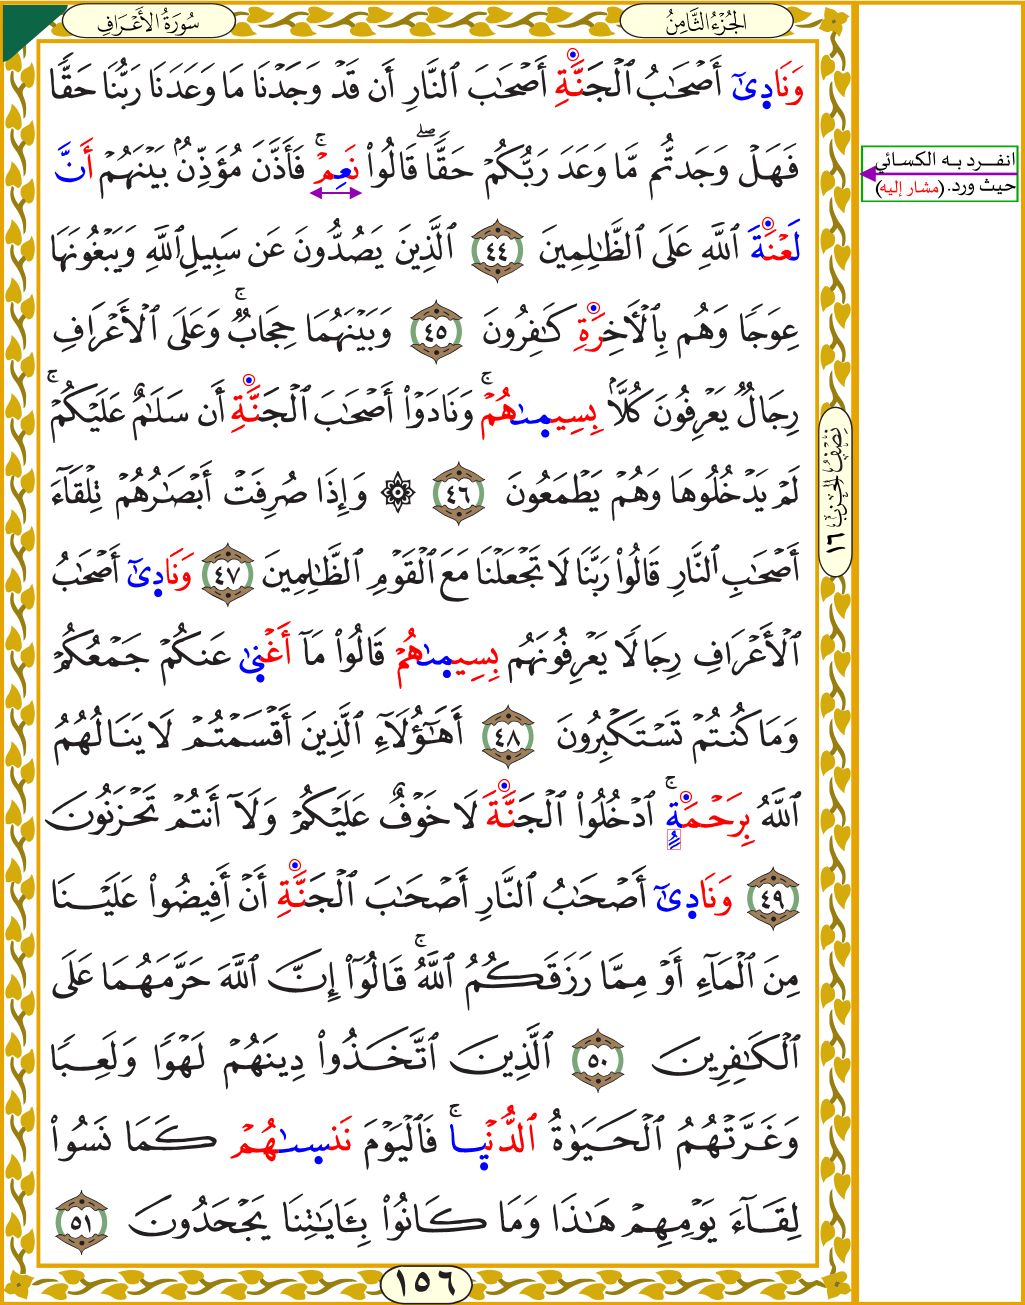 سُورَةُ الأَعْرَافِ
الجُزْءُ الثَّامِنُ
وَنَادِىٓ أَصْحَٰبُ ٱلْجَنَّةِ أَصْحَٰبَ ٱلنَّارِ أَن قَدْ وَجَدْنَا مَا وَعَدَنَا رَبُّنَا حَقًّا
فَهَلْ وَجَدتُّم مَّا وَعَدَ رَبُّكُمْ حَقًّا ۖ قَالُوا۟ نَعِمْ ۚ فَأَذَّنَ مُؤَذِّنٌۢ بَيْنَهُمْ أَنَّ
لَعْنَةَ ٱللَّهِ عَلَى ٱلظَّٰلِمِينَ ٤٤ ٱلَّذِينَ يَصُدُّونَ عَن سَبِيلِ ٱللَّهِ وَيَبْغُونَهَا
عِوَجًا وَهُم بِٱلْأَخِرَةِ كَٰفِرُونَ ٤٥ وَبَيْنَهُمَا حِجَابٌ ۚ وَعَلَى ٱلْأَعْرَافِ
رِجَالٌ يَعْرِفُونَ كُلًّۢا بِسِيمَىٰهُمْ ۚ وَنَادَوْا۟ أَصْحَٰبَ ٱلْجَنَّةِ أَن سَلَٰمٌ عَلَيْكُمْ ۚ
لَمْ يَدْخُلُوهَا وَهُمْ يَطْمَعُونَ ٤٦ ۞ وَإِذَا صُرِفَتْ أَبْصَٰرُهُمْ تِلْقَآءَ
أَصْحَٰبِ ٱلنَّارِ قَالُوا۟ رَبَّنَا لَا تَجْعَلْنَا مَعَ ٱلْقَوْمِ ٱلظَّٰلِمِينَ ٤٧ وَنَادِىٓ أَصْحَٰبُ
ٱلْأَعْرَافِ رِجَالًا يَعْرِفُونَهُم بِسِيمَىٰهُمْ قَالُوا۟ مَآ أَغْنِىٰ عَنكُمْ جَمْعُكُمْ
وَمَا كُنتُمْ تَسْتَكْبِرُونَ ٤٨ أَهَٰٓؤُلَآءِ ٱلَّذِينَ أَقْسَمْتُمْ لَا يَنَالُهُمُ
ٱللَّهُ بِرَحْمَةٍ ۚ ٱدْخُلُوا۟ ٱلْجَنَّةَ لَا خَوْفٌ عَلَيْكُمْ وَلَآ أَنتُمْ تَحْزَنُونَ
٤٩ وَنَادِىٓ أَصْحَٰبُ ٱلنَّارِ أَصْحَٰبَ ٱلْجَنَّةِ أَنْ أَفِيضُوا۟ عَلَيْنَا
مِنَ ٱلْمَآءِ أَوْ مِمَّا رَزَقَكُمُ ٱللَّهُ ۚ قَالُوٓا۟ إِنَّ ٱللَّهَ حَرَّمَهُمَا عَلَى
ٱلْكَٰفِرِينَ ٥٠ ٱلَّذِينَ ٱتَّخَذُوا۟ دِينَهُمْ لَهْوًا وَلَعِبًا
وَغَرَّتْهُمُ ٱلْحَيَوٰةُ ٱلدُّنْيَا ۚ فَٱلْيَوْمَ نَنسَىٰهُمْ كَمَا نَسُوا۟
لِقَآءَ يَوْمِهِمْ هَٰذَا وَمَا كَانُوا۟ بِـَٔايَٰتِنَا يَجْحَدُونَ ٥١
١٥٦
نِصْفُ الحِزْبِ ١٦
انفرد به الكسائي
حيث ورد. (مشار إليه)